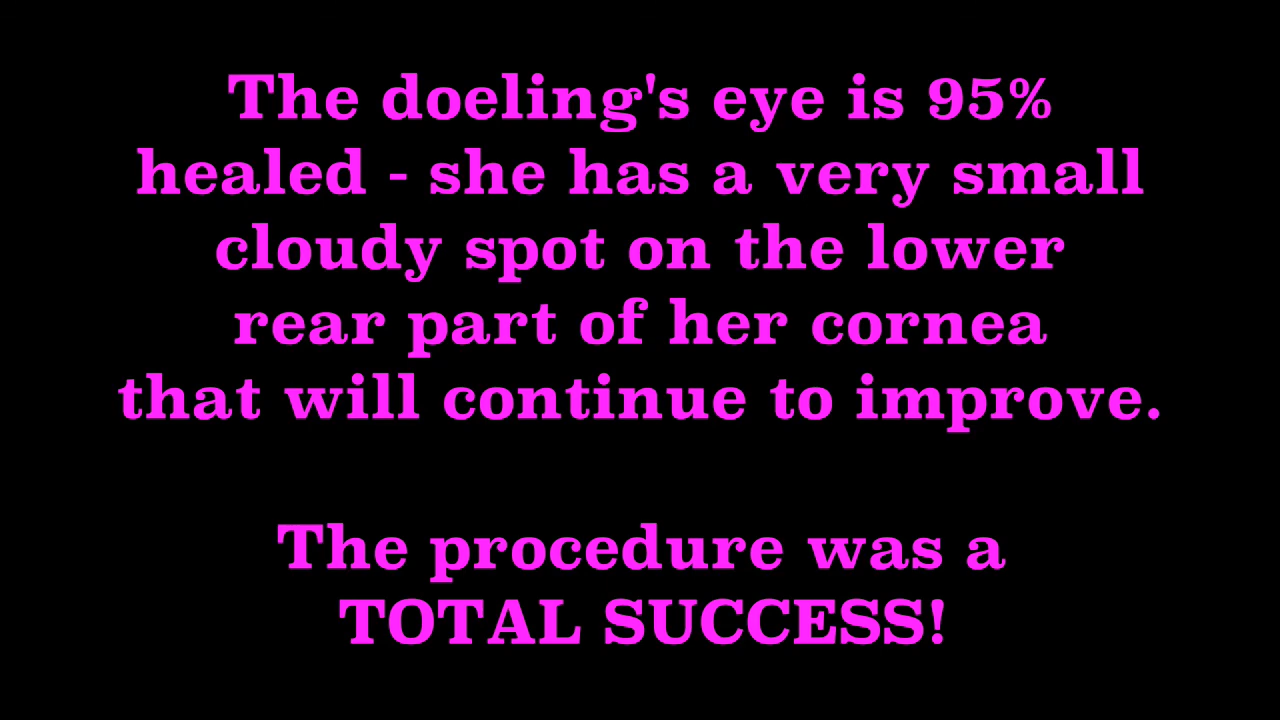 The doeling's eye is 95%
healed - she has a very small
cloudy spot on the lower
rear part of her cornea
that will continue to improve.
The procedure was a
TOTAL SUCCESS!